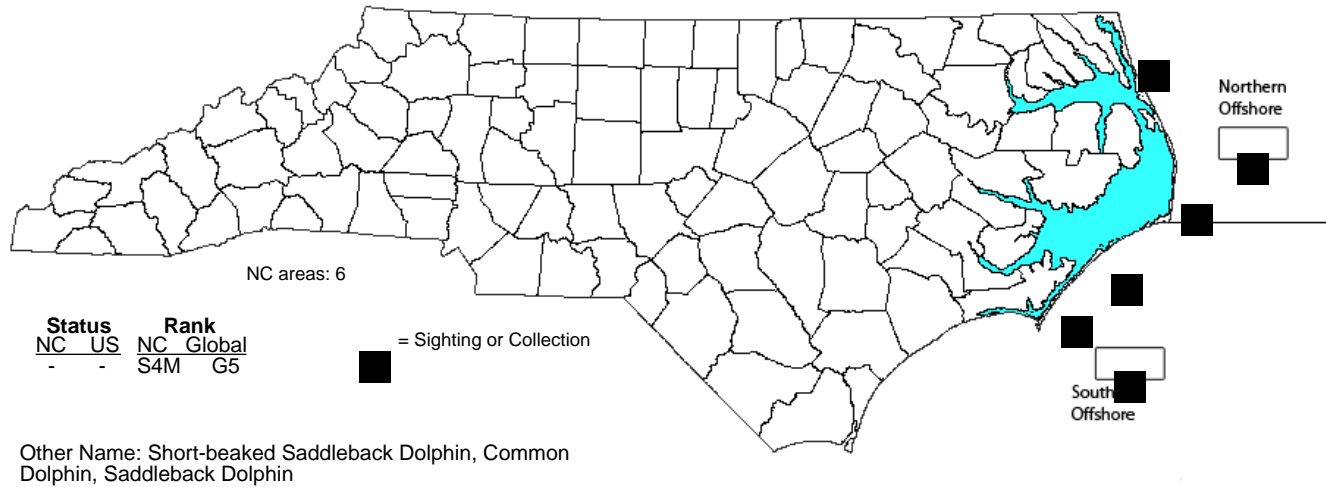 Northern
Offshore
NC areas: 6
Status Rank
NC US NC Global
- - S4M G5
= Sighting or Collection
Offshore
Other Name: Short-beaked Saddleback Dolphin, Common
Dolphin, Saddleback Dolphin